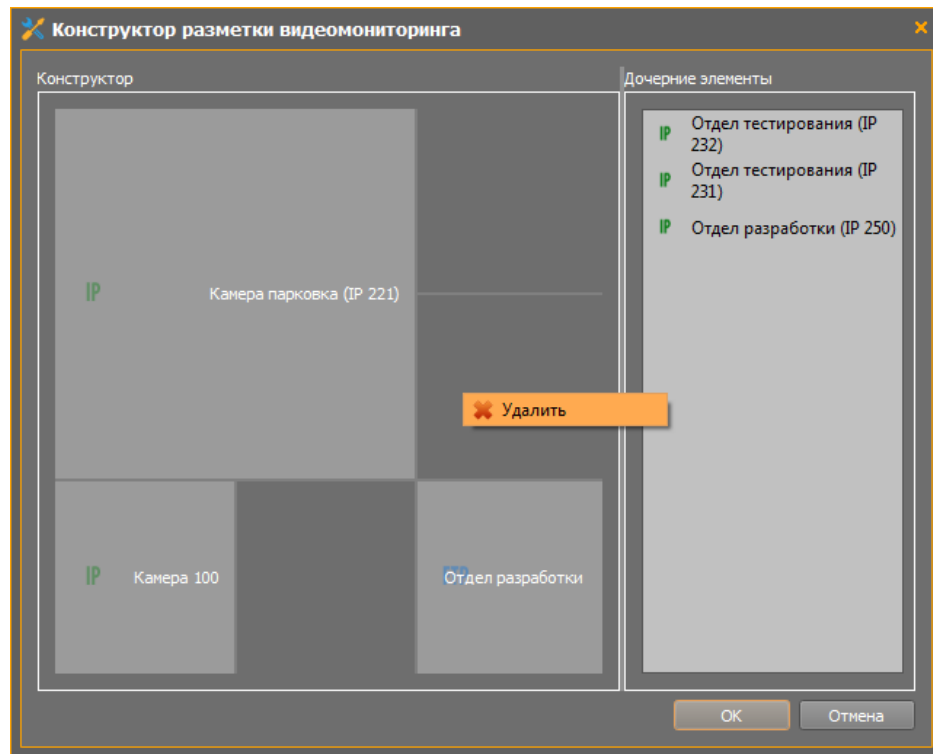 Конструктор разметки видеомониторинга
Конструктор
Дочерние элементы
IP Отдел тестирования (IP
232)
IP Отдел тестирования (IP
231)
IP Отдел разработки (IP 250)
IP Камера парковка (IP 221)
Удалить
IP Камера 100
Отдел разработки
OK
Отмена